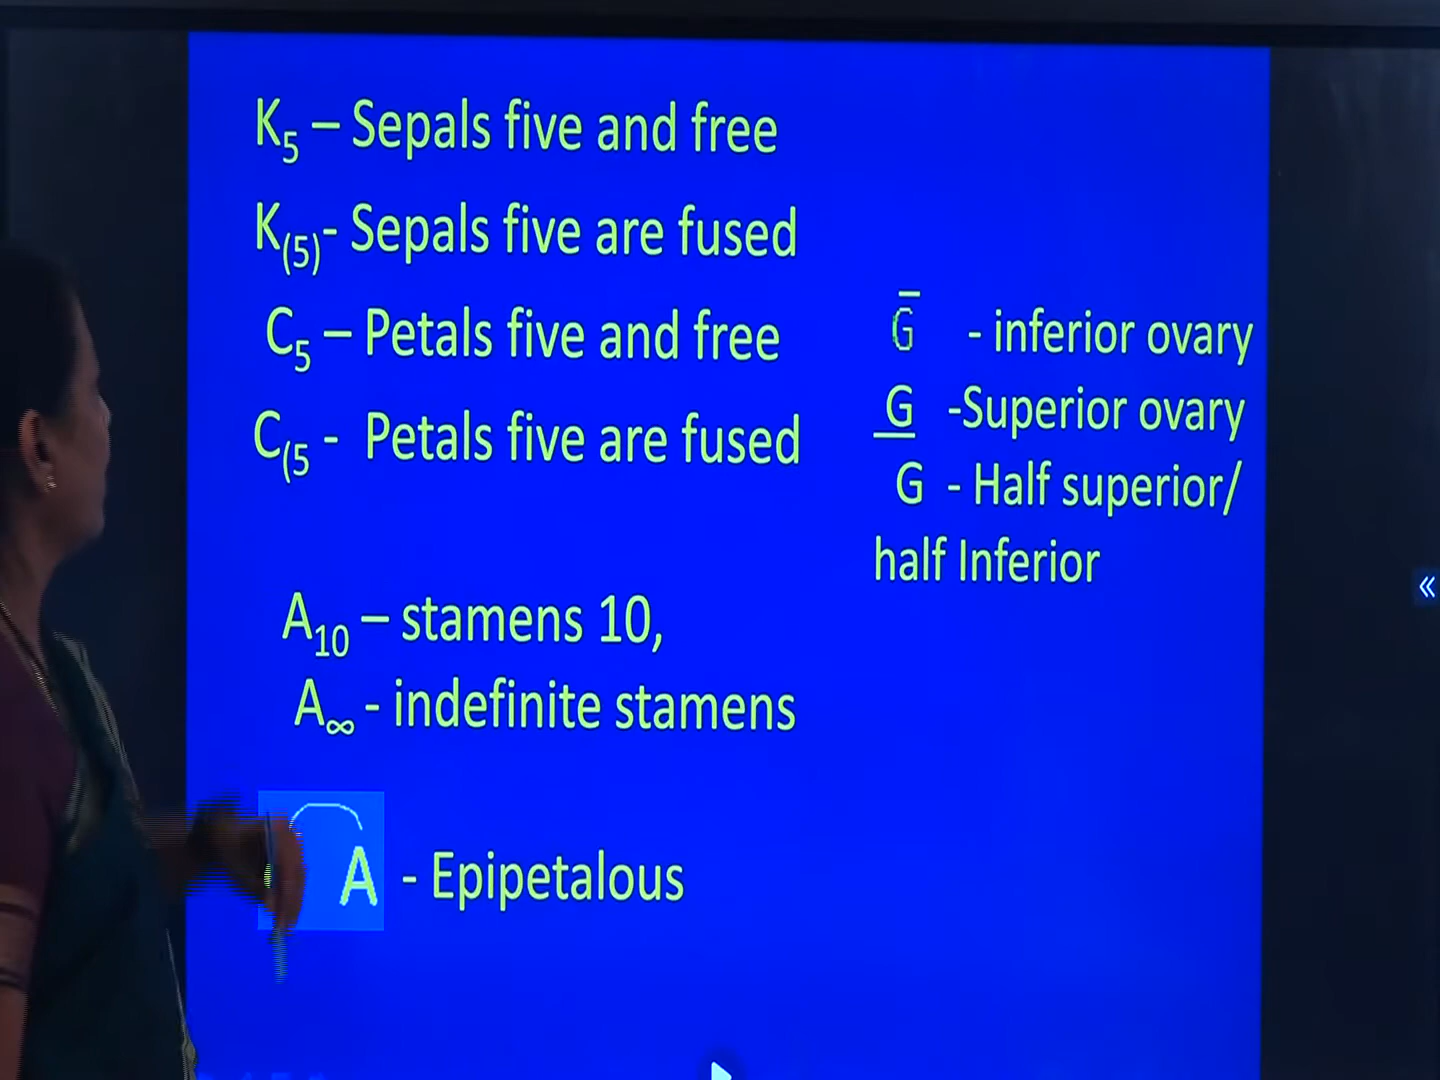 K₅ – Sepals five and free
K₍₅₎- Sepals five are fused
C₅ – Petals five and free
C₍₅ - Petals five are fused
A₁₀ – stamens 10,
A∞ - indefinite stamens
A - Epipetalous
G̅ - inferior ovary
G̲ -Superior ovary
G - Half superior/
half Inferior